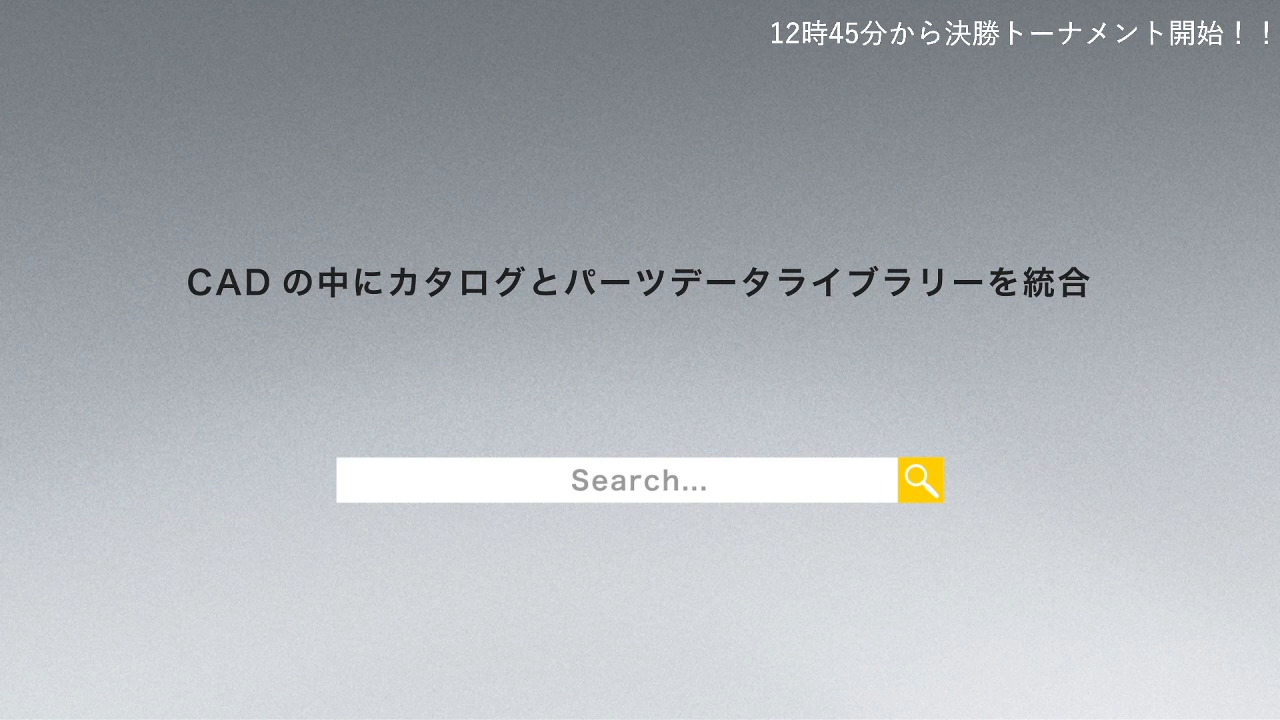 12時45分から決勝トーナメント開始！！
CAD の中にカタログとパーツデータライブラリーを統合
Search...